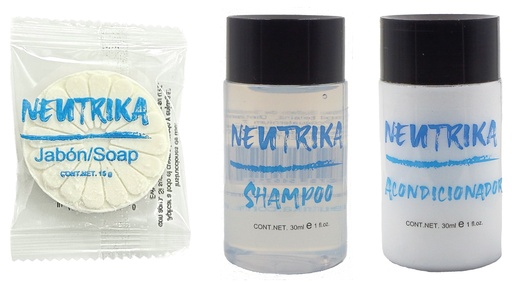 NEUTRIKA
Jabón/Soap
CONT.NET. 15 g
NEUTRIKA
SHAMPOO
CONT.NET. 30ml e 1 fl.oz.
NEUTRIKA
ACONDICIONADOR
CONT.NET. 30ml e 1 fl.oz.